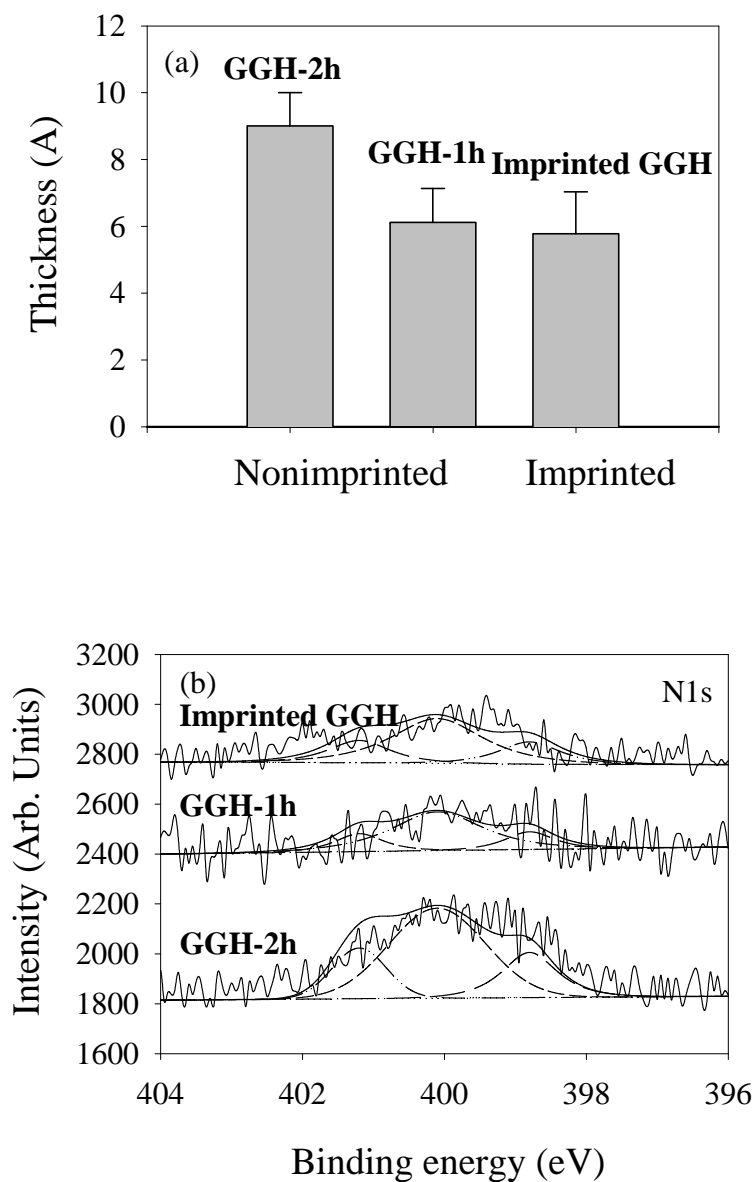 12
(a)
GGH-2h
10
Thickness (A)
8
GGH-1h
Imprinted GGH
6
4
2
0
Nonimprinted
Imprinted
3200
(b)
N1s
3000
Imprinted GGH
2800
Intensity (Arb. Units)
2600
GGH-1h
2400
2200
GGH-2h
2000
1800
1600
404
402
400
398
396
Binding energy (eV)